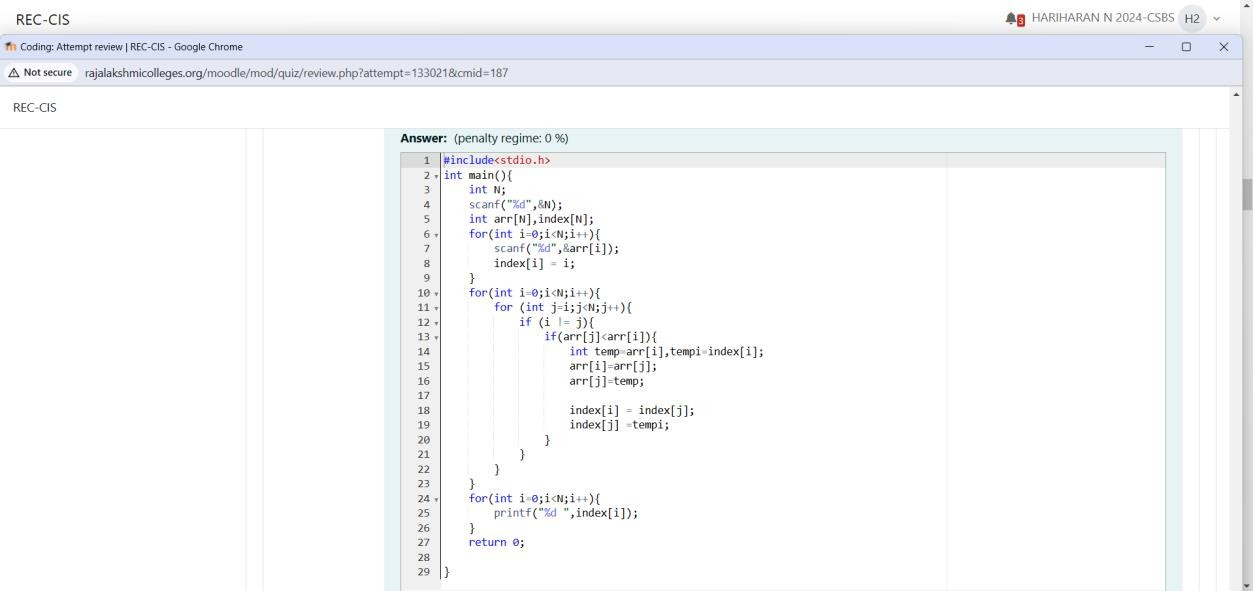 REC-CIS
3 HARIHARAN N 2024-CSBS H2
Coding: Attempt review | REC-CIS - Google Chrome
Not secure rajalakshmicolleges.org/moodle/mod/quiz/review.php?attempt=133021&cmid=187
REC-CIS
Answer: (penalty regime: 0 %)
1 #include<stdio.h>
2 int main(){
3 int N;
4 scanf("%d",&N);
5 int arr[N],index[N];
6 for(int i=0;i<N;i++){
7 scanf("%d",&arr[i]);
8 index[i] = i;
9 }
10 for(int i=0;i<N;i++){
11 for (int j=i;j<N;j++){
12 if (i != j){
13 if(arr[j]<arr[i]){
14 int temp=arr[i],tempi=index[i];
15 arr[i]=arr[j];
16 arr[j]=temp;
17
18 index[i] = index[j];
19 index[j] =tempi;
20 }
21 }
22 }
23 }
24 for(int i=0;i<N;i++){
25 printf("%d ",index[i]);
26 }
27 return 0;
28
29 }